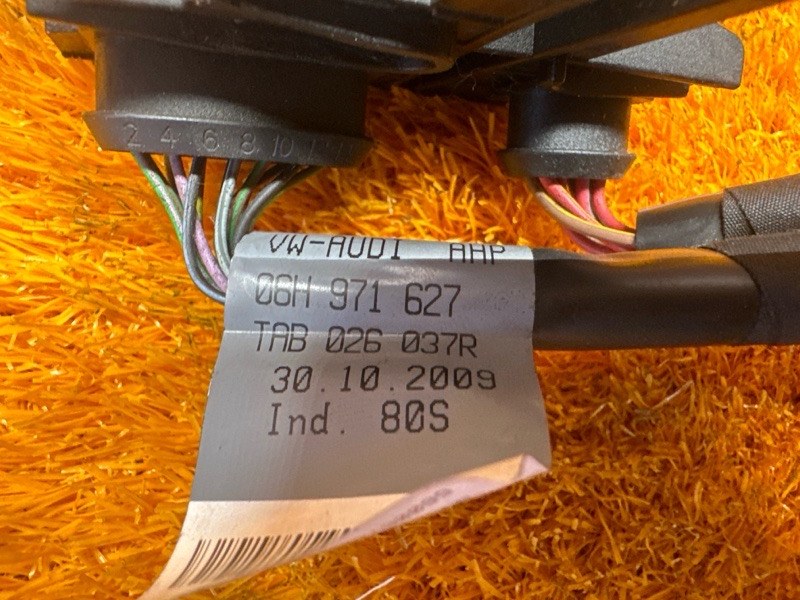 2 4 6 8 10
VW-AUDI AHP
06H 971 627
TAB 026 037R
30.10.2009
Ind. 80S